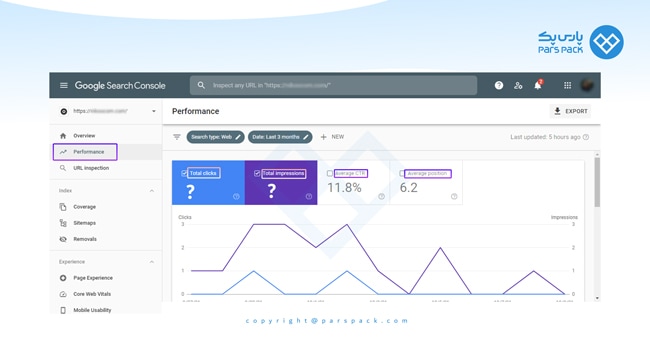 پارس پک
PARS PACK
Google Search Console
Inspect any URL in "https://
2
https://
Performance
EXPORT
Search type: Web
Date: Last 3 months
NEW
Last updated: 5 hours ago
Overview
Performance
URL inspection
Index
Coverage
Sitemaps
Removals
Experience
Page Experience
Core Web Vitals
Mobile Usability
Total clicks
?
Total impressions
?
Average CTR
11.8%
Average position
6.2
Clicks
Impressions
3
2
1
0
3
2
1
0
copyright@parspack.com